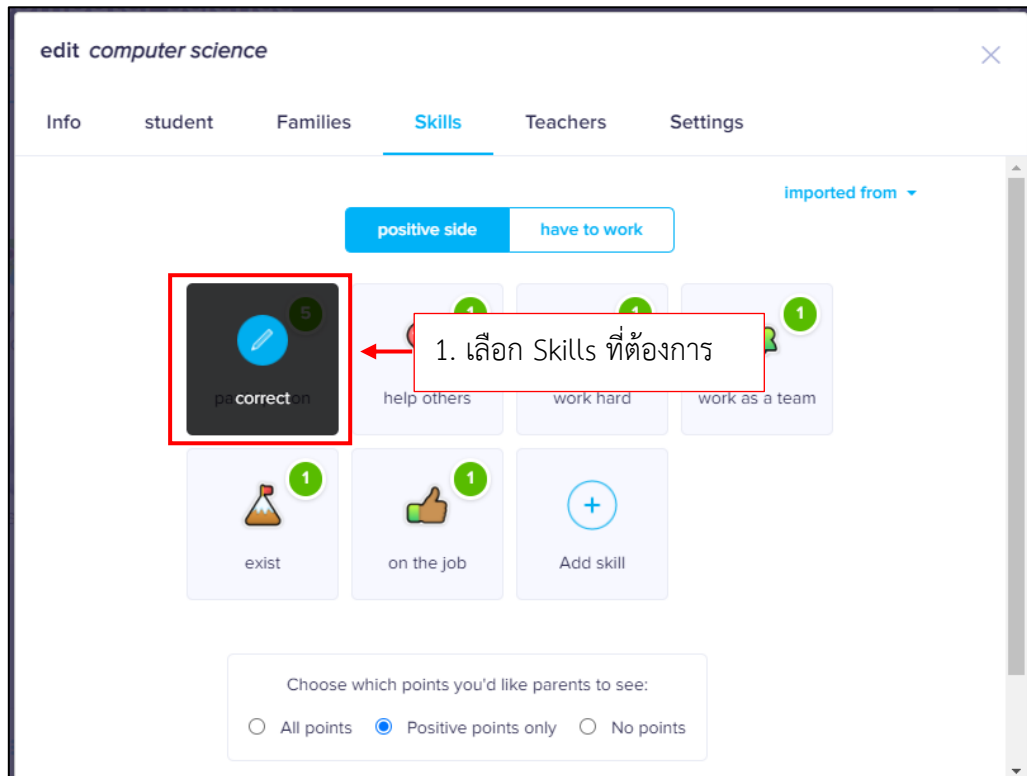 edit computer science
Info student Families Skills Teachers Settings
imported from
positive side have to work
5 1 1 1
1. เลือก Skills ที่ต้องการ
correct help others work hard work as a team
1 1
exist on the job Add skill
Choose which points you'd like parents to see:
All points Positive points only No points